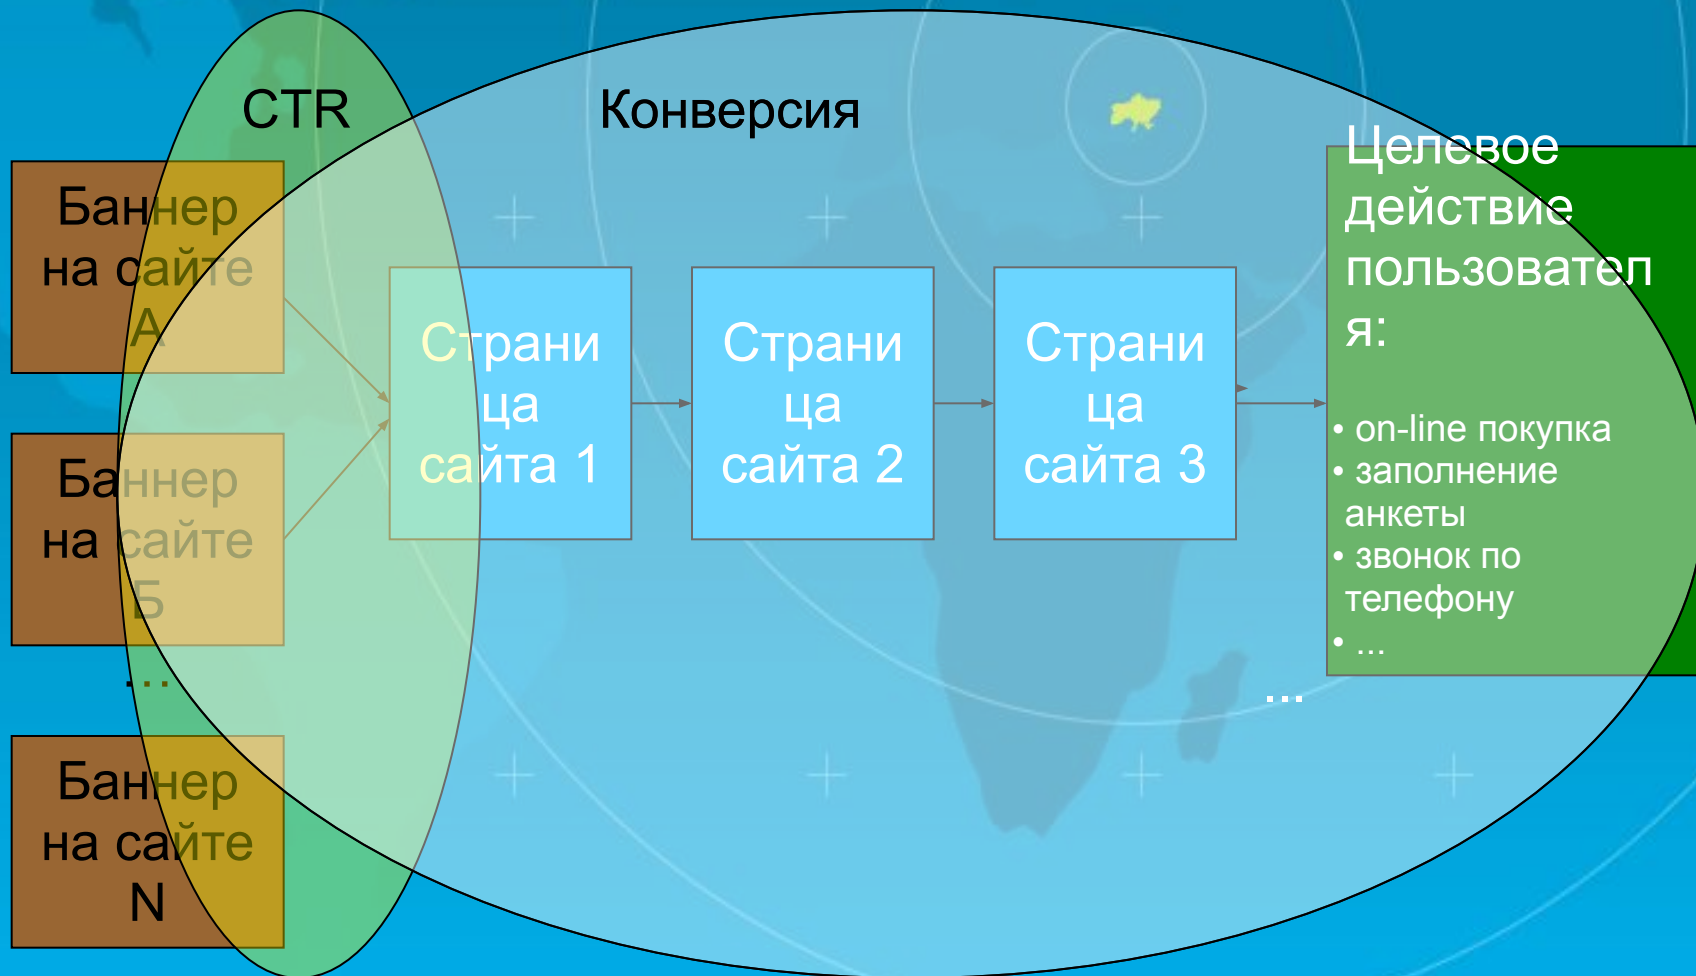 CTR
Конверсия
Баннер
на сайте
А
Баннер
на сайте
Б
...
Баннер
на сайте
N
Страни
ца
сайта 1
Страни
ца
сайта 2
Страни
ца
сайта 3
...
Целевое
действие
пользовател
я:
• on-line покупка
• заполнение
анкеты
• звонок по
телефону
• ...